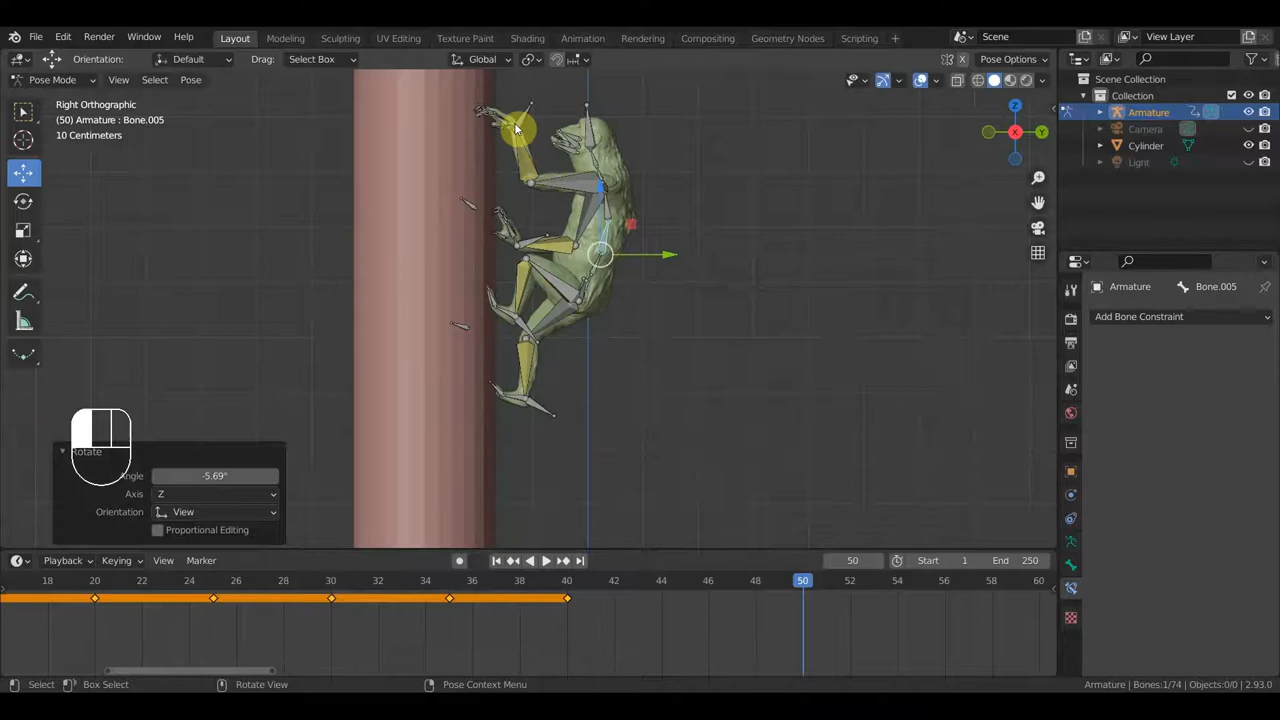 File Edit Render Window Help Layout Modeling Sculpting UV Editing Texture Paint Shading Animation Rendering Compositing Geometry Nodes Scripting + Scene View Layer
Orientation: Default Drag: Select Box Global Pose Options
Pose Mode View Select Pose
Right Orthographic
(50) Armature : Bone.005
10 Centimeters
Z
X
Y
Scene Collection
Collection
Armature
Camera
Cylinder
Light
Armature Bone.005
Add Bone Constraint
Rotate
Angle -5.69°
Axis Z
Orientation View
Proportional Editing
Playback Keying View Marker 50 Start 1 End 250
18 20 22 24 26 28 30 32 34 36 38 40 42 44 46 48 50 52 54 56 58 60
Select Box Select Rotate View Pose Context Menu Armature | Bones:1/74 | Objects:0/0 | 2.93.0